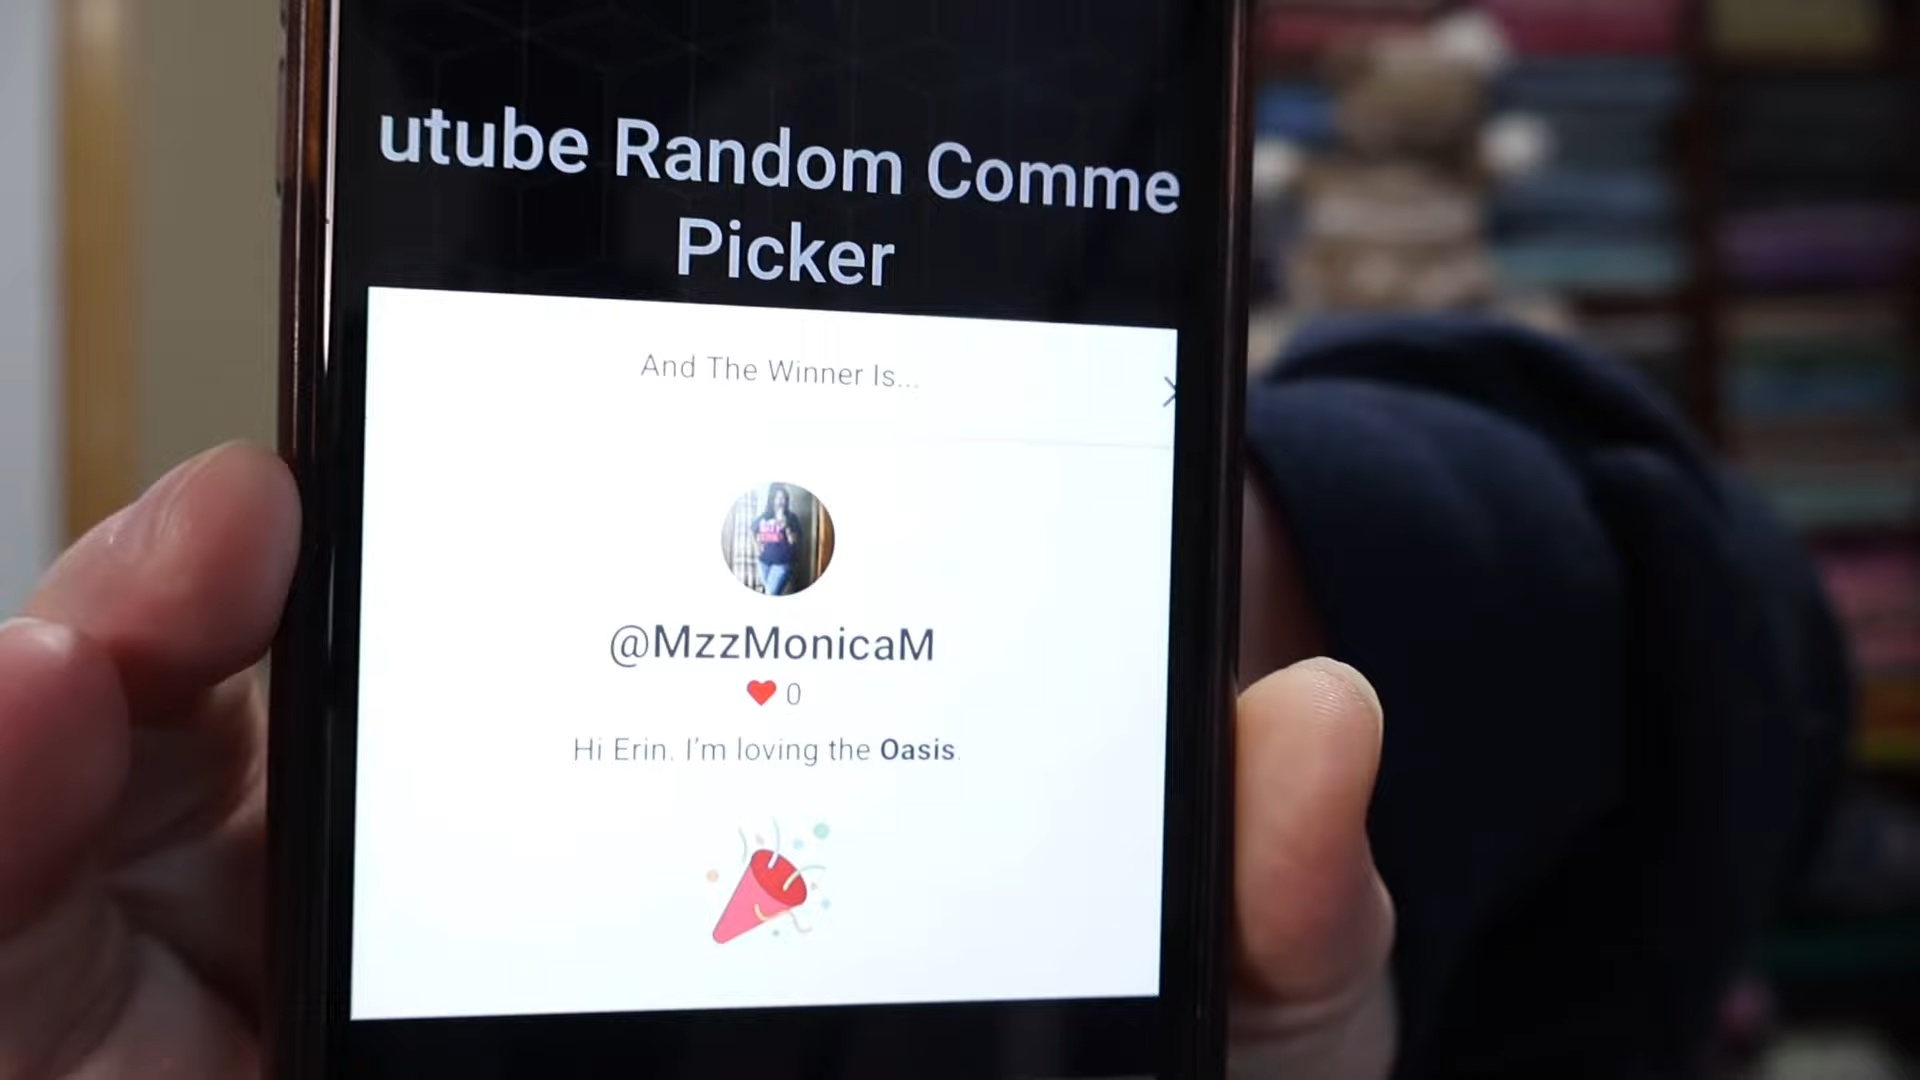 utube Random Comme
Picker
And The Winner Is...
@MzzMonicaM
0
Hi Erin, I'm loving the Oasis.